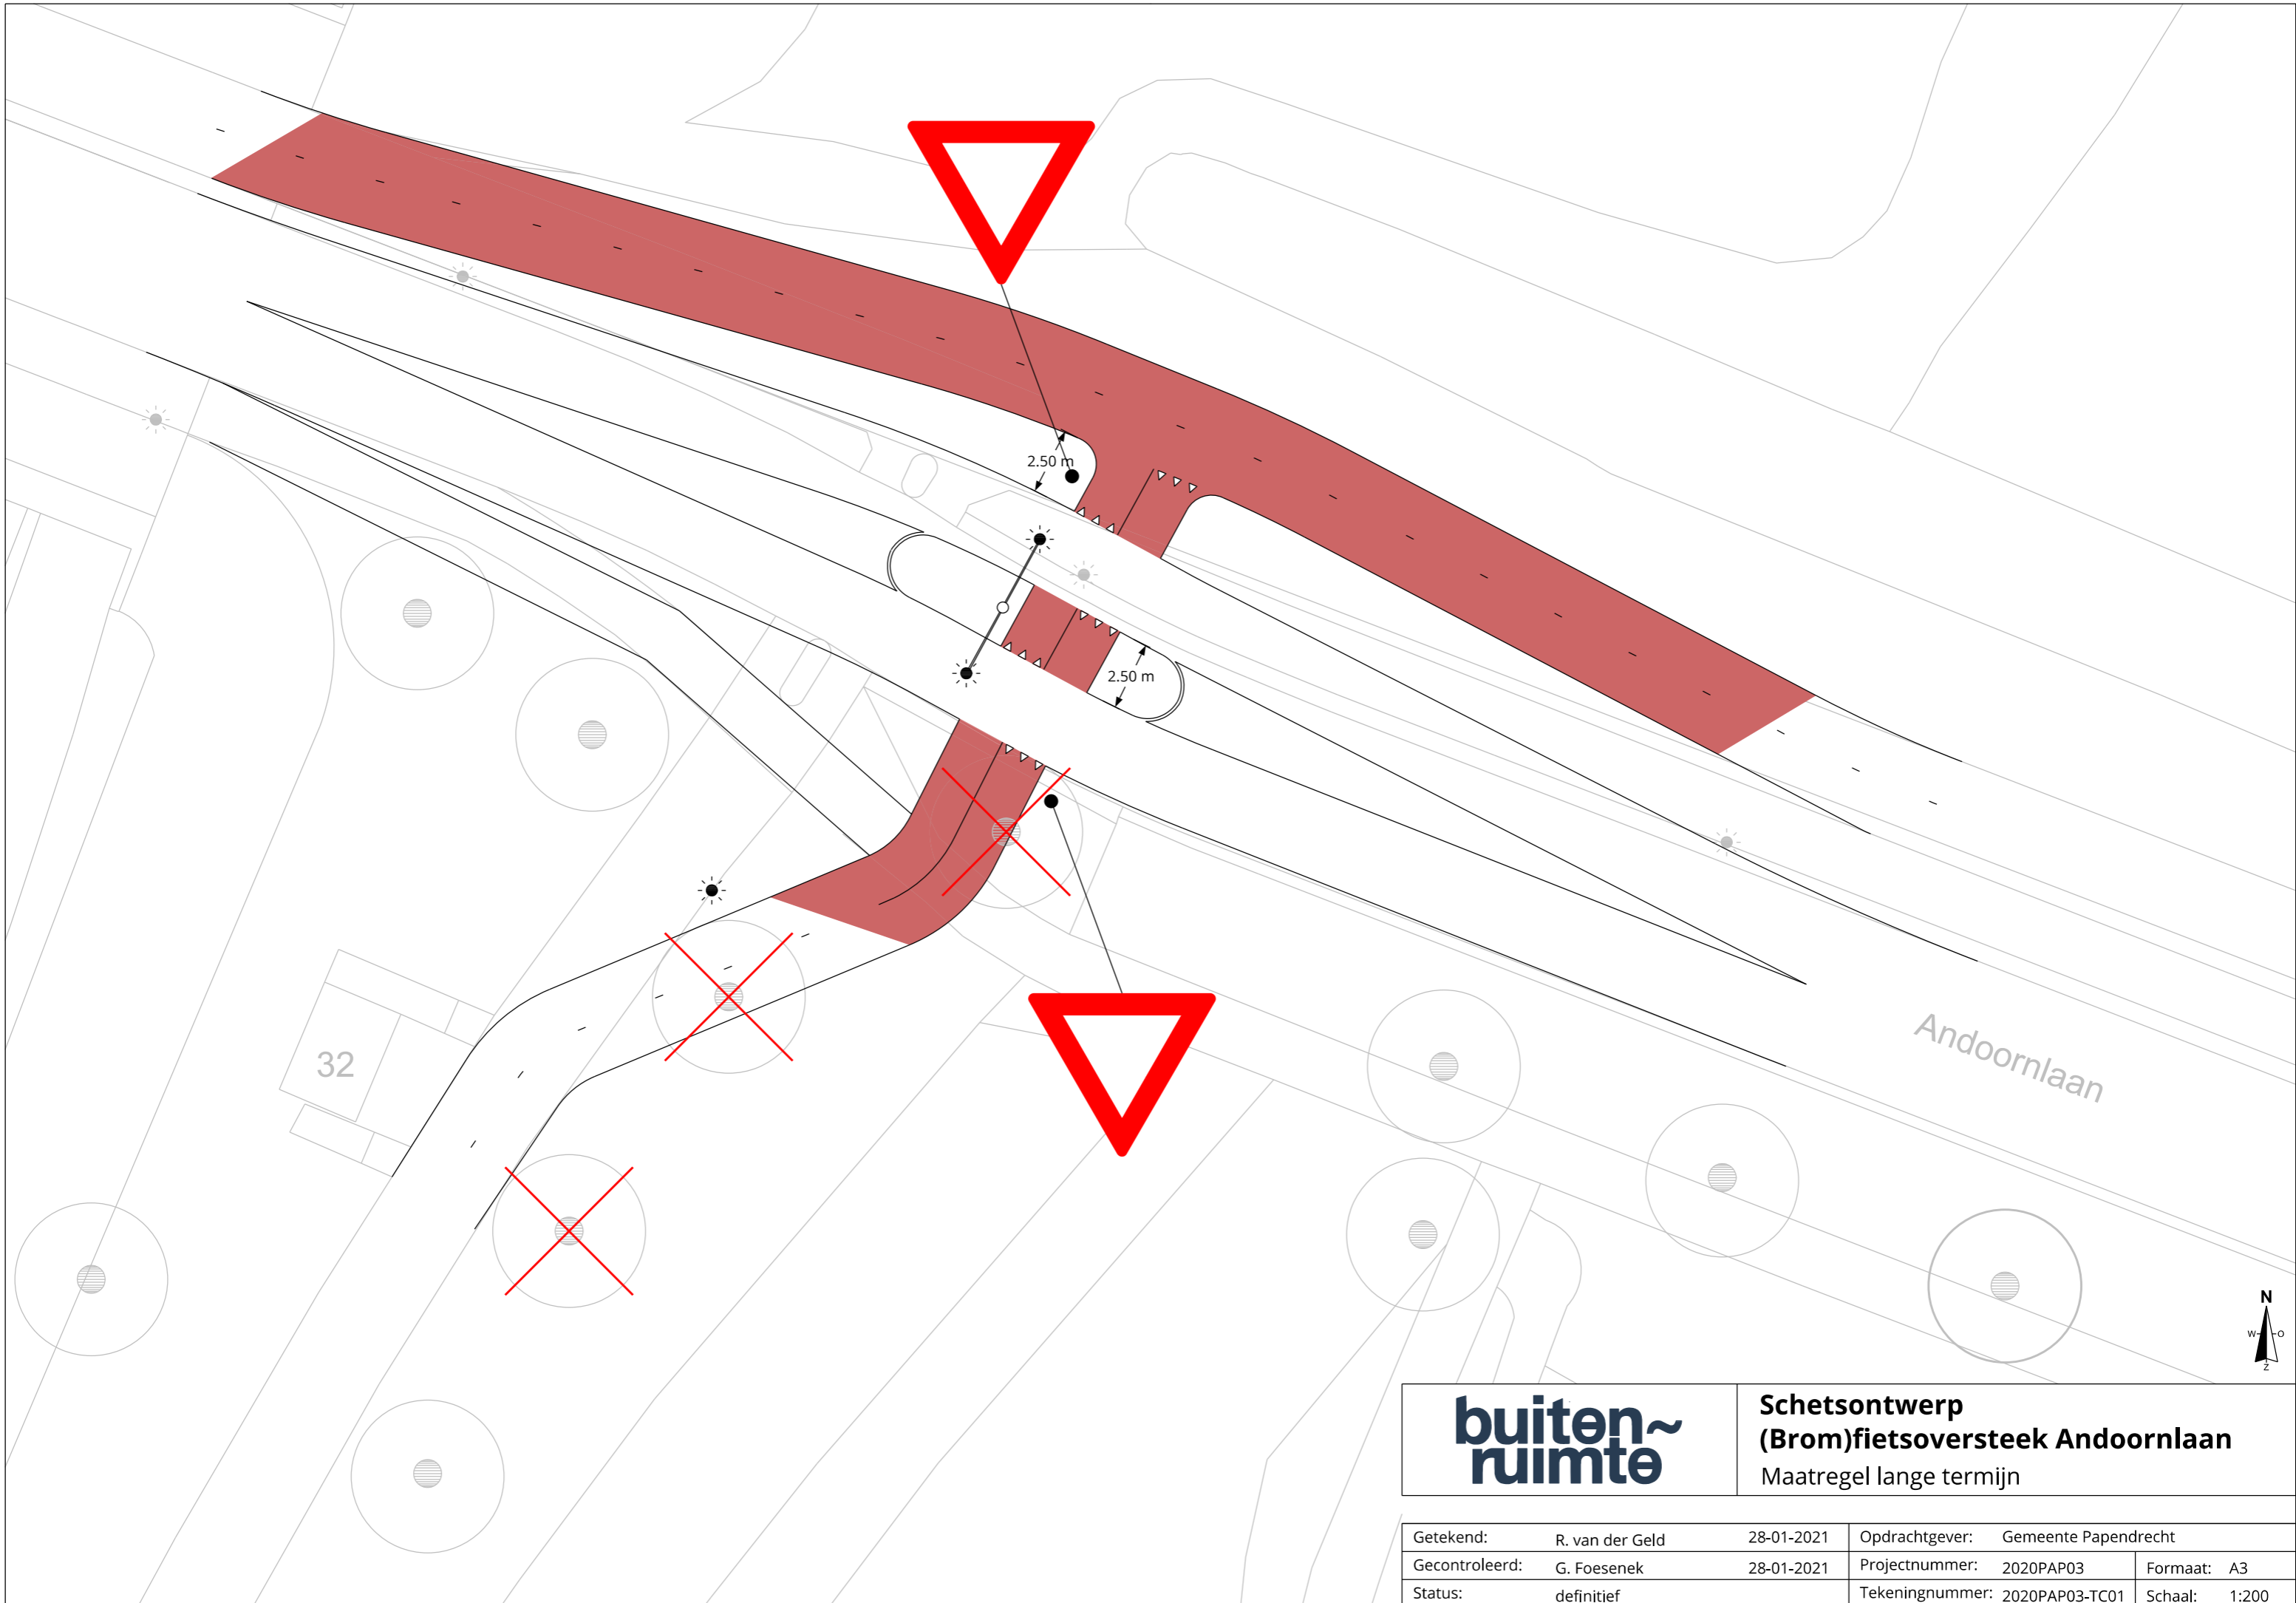 2.50 m
2.50 m
32
Andoornlaan
N
W O
Z
buiten~
ruimte
Schetsontwerp
(Brom)fietsoversteek Andoornlaan
Maatregel lange termijn
Getekend: R. van der Geld 28-01-2021 Opdrachtgever: Gemeente Papendrecht
Gecontroleerd: G. Foesenek 28-01-2021 Projectnummer: 2020PAP03 Formaat: A3
Status: definitief Tekeningnummer: 2020PAP03-TC01 Schaal: 1:200